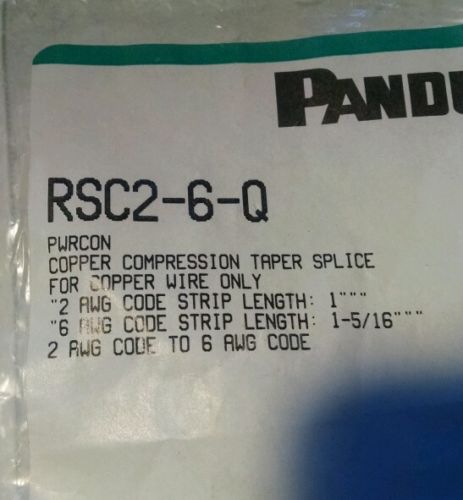 PANDU
RSC2-6-Q
PWRCON
COPPER COMPRESSION TAPER SPLICE
FOR COPPER WIRE ONLY
"2 AWG CODE STRIP LENGTH: 1"""
"6 AWG CODE STRIP LENGTH: 1-5/16"""
2 AWG CODE TO 6 AWG CODE